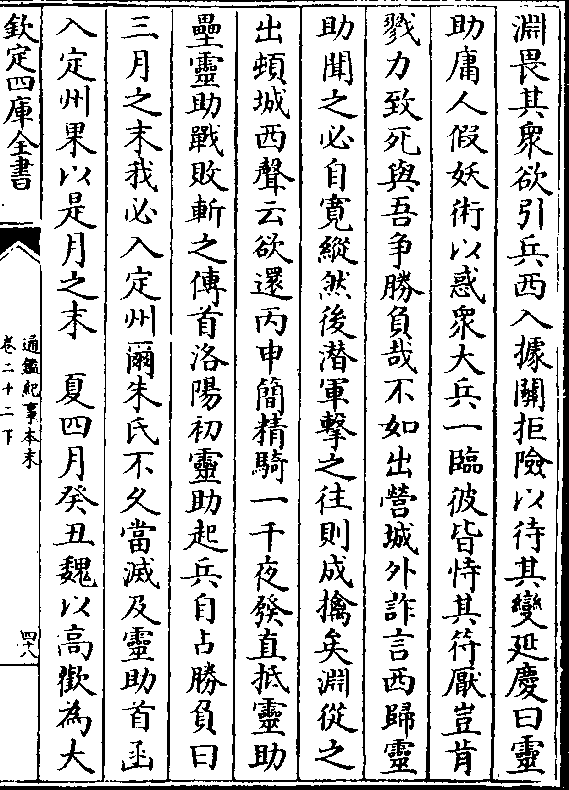 淵畏其衆欲引兵西入據關拒險以待其變延慶曰靈
助庸人假妖術以惑衆大兵一臨彼皆恃其符厭豈肯
戮力致死與吾争勝負哉不如出營城外詐言西歸靈
助聞之必自寛縱然後潜軍擊之往則成擒矣淵從之
出頓城西聲云欲還丙申簡精騎一千夜發直抵靈助
壘靈助戰敗斬之傳首洛陽初靈助起兵自占勝負曰
三月之末我必入定州爾朱氏不久當滅及靈助首函
入定州果以是月之末　夏四月癸丑魏以高歡為大
欽定四庫全書
通鑑紀事本末
卷二十二下
四八